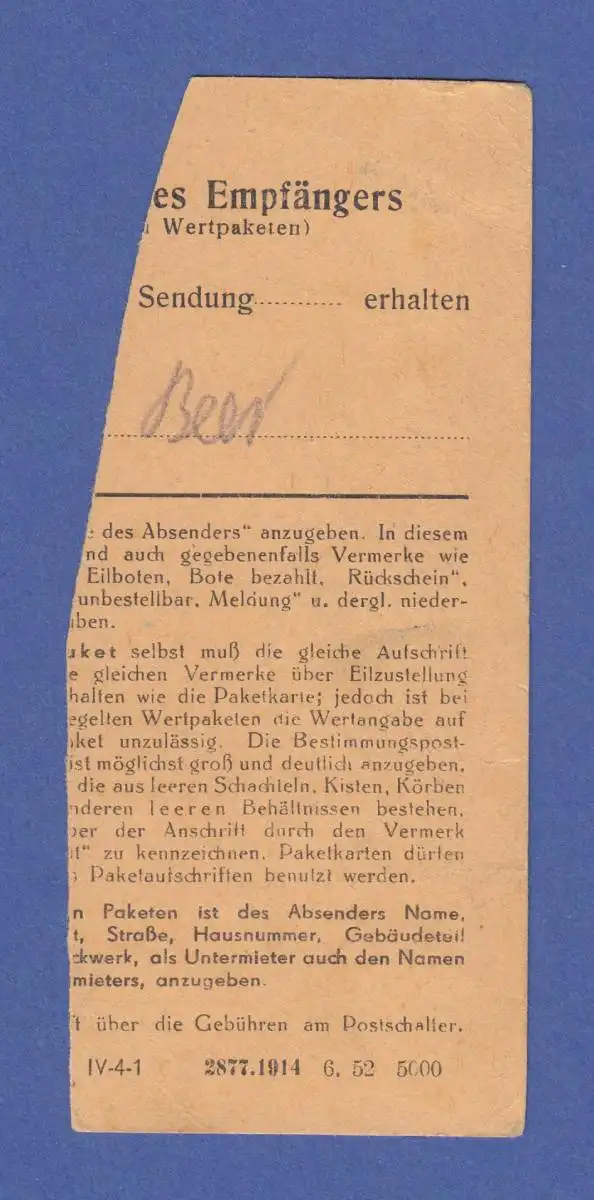 es Empfängers
Wertpaketen)
Sendung............ erhalten
Beer
des Absenders“ anzugeben. In diesem
nd auch gegebenenfalls Vermerke wie
Eilboten, Bote bezahlt, Rückschein“,
unbestellbar, Meldung“ u. dergl. nieder-
ben.
ket selbst muß die gleiche Aufschrift
e gleichen Vermerke über Eilzustellung
halten wie die Paketkarte; jedoch ist bei
egelten Wertpaketen die Wertangabe auf
ket unzulässig. Die Bestimmungspost-
ist möglichst groß und deutlich anzugeben.
die aus leeren Schachteln, Kisten, Körben
nderen leeren Behältnissen bestehen,
ber der Anschrift durch den Vermerk
t“ zu kennzeichnen. Paketkarten dürfen
s Paketaufschriften benutzt werden.
n Paketen ist des Absenders Name,
t, Straße, Hausnummer, Gebäudeteil
ckwerk, als Untermieter auch den Namen
mieters, anzugeben.
ft über die Gebühren am Postschalter.
IV-4-1 2877.1914 6. 52 5000